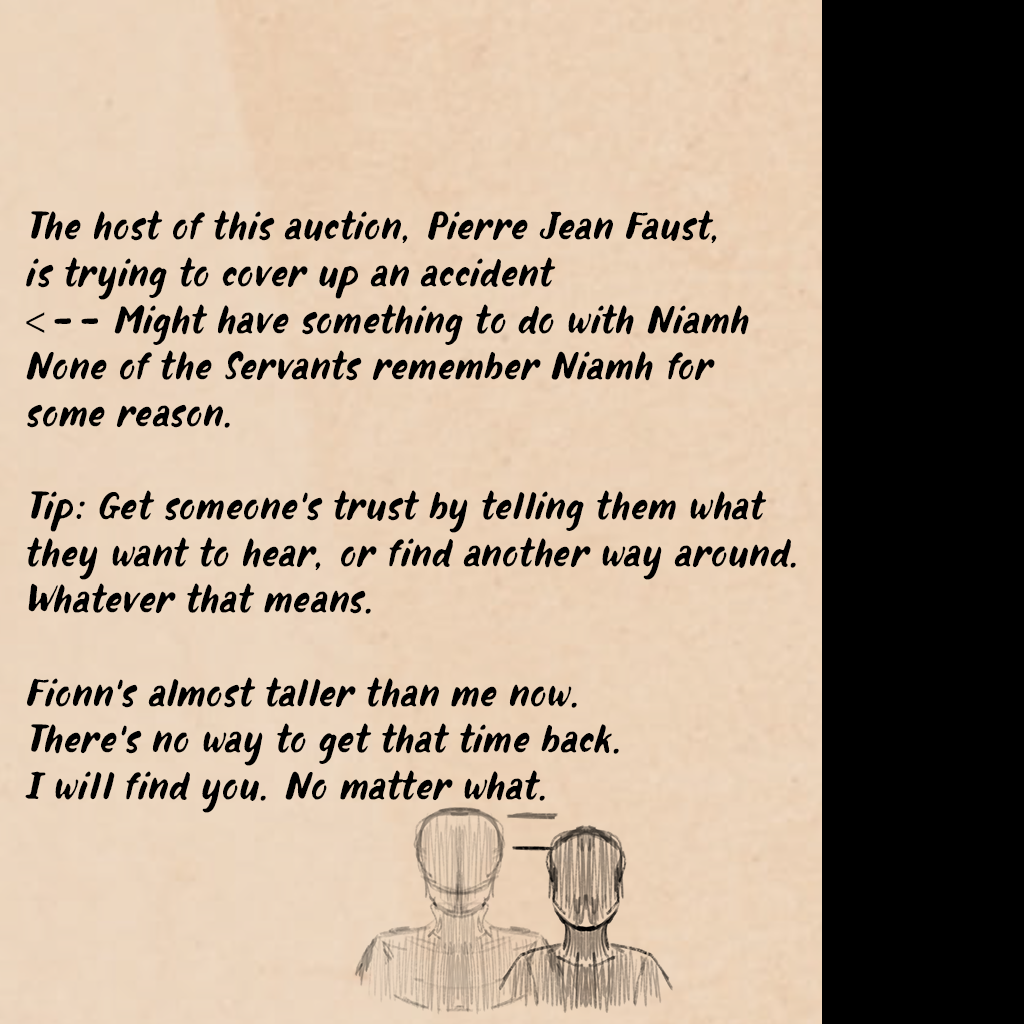 The host of this auction, Pierre Jean Faust,
is trying to cover up an accident
<-- Might have something to do with Niamh
None of the Servants remember Niamh for
some reason.
Tip: Get someone's trust by telling them what
they want to hear, or find another way around.
Whatever that means.
Fionn's almost taller than me now.
There's no way to get that time back.
I will find you. No matter what.